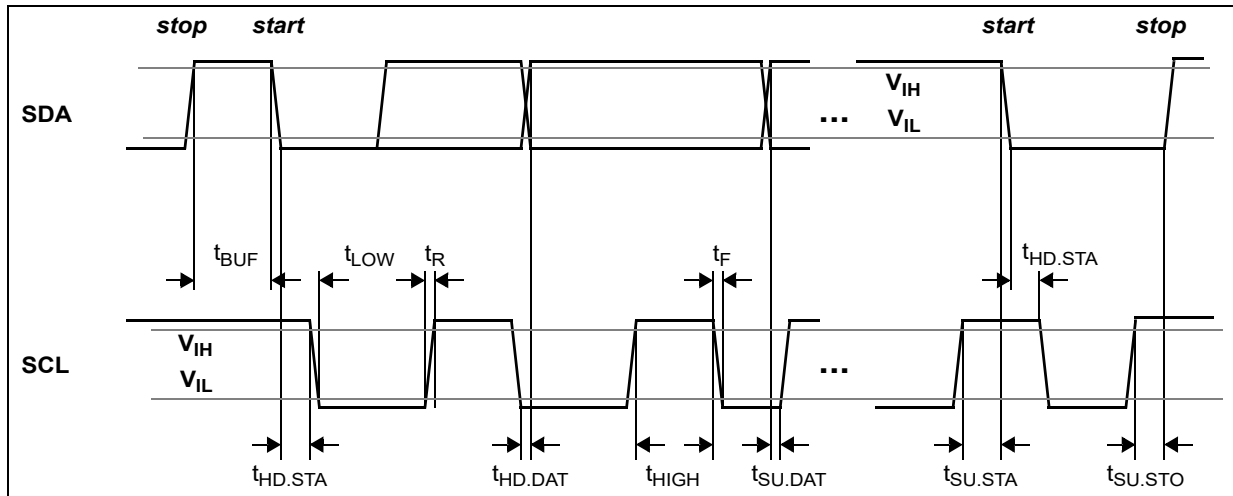 stop start start stop
SDA V_IH
V_IL
...
t_BUF t_LOW t_R t_F t_HD.STA
SCL V_IH
V_IL
...
t_HD.STA t_HD.DAT t_HIGH t_SU.DAT t_SU.STA t_SU.STO